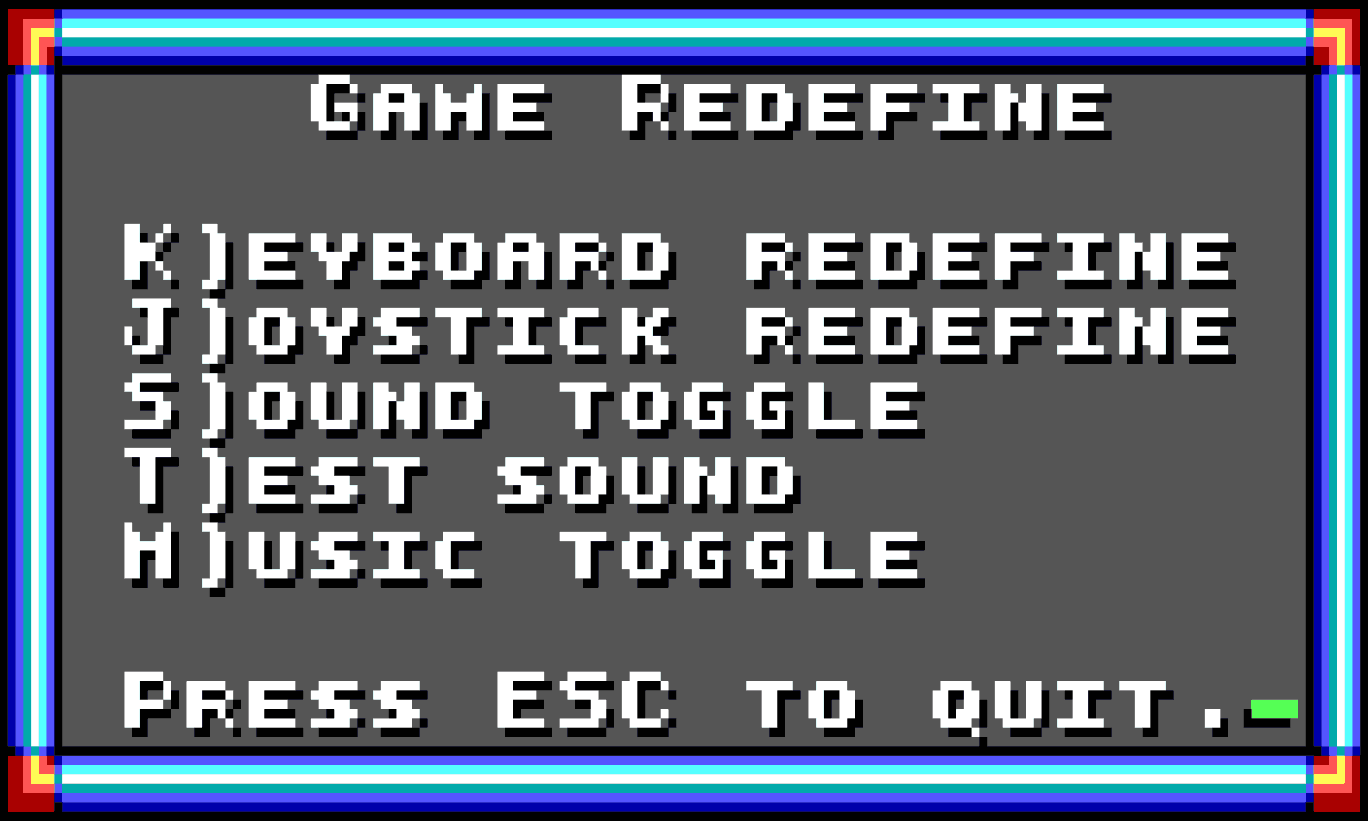 Game Redefine
K)eyboard redefine
J)oystick redefine
S)ound toggle
T)est sound
M)usic toggle
Press ESC to quit.